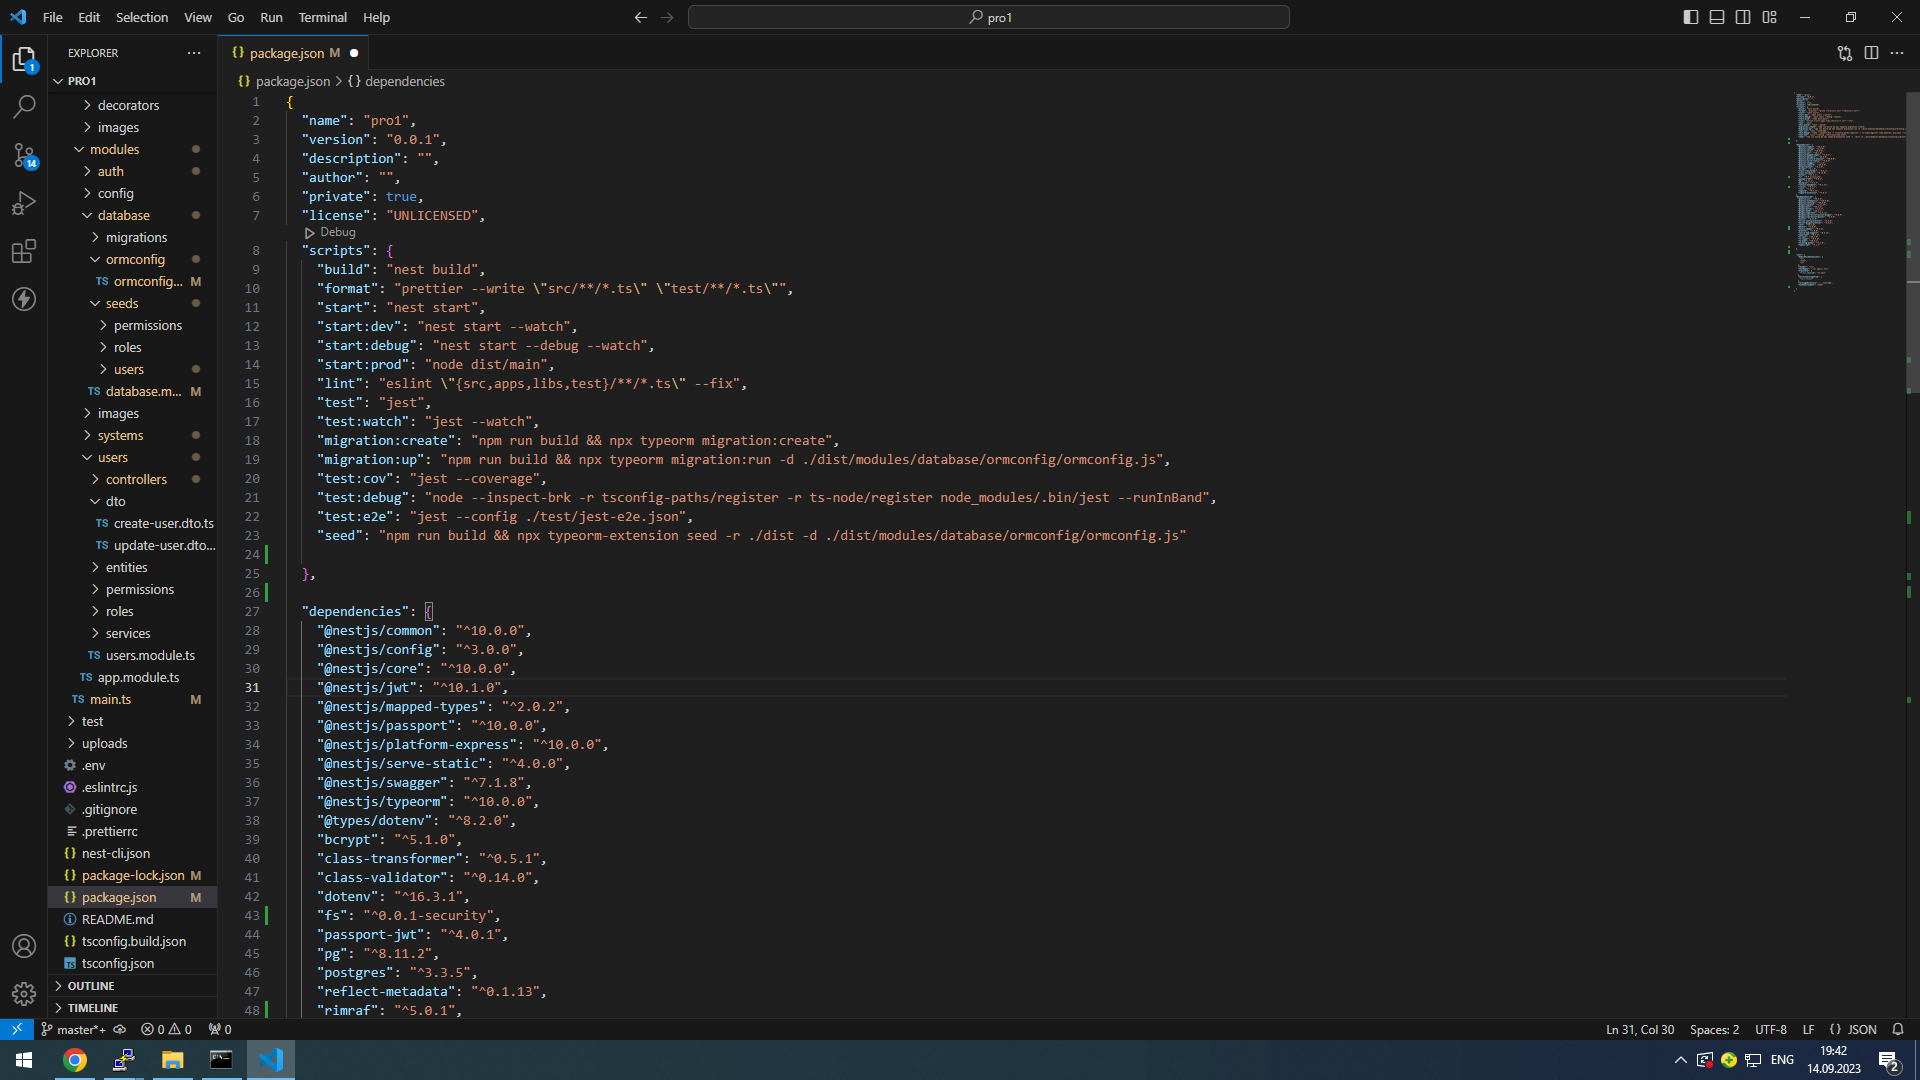 File Edit Selection View Go Run Terminal Help
pro1
EXPLORER
PRO1
decorators
images
modules
auth
config
database
migrations
ormconfig
TS ormconfig... M
seeds
permissions
roles
users
TS database.m... M
images
systems
users
controllers
dto
TS create-user.dto.ts
TS update-user.dto...
entities
permissions
roles
services
TS users.module.ts
TS app.module.ts
TS main.ts M
test
uploads
.env
.eslintrc.js
.gitignore
.prettierrc
{} nest-cli.json
{} package-lock.json M
{} package.json M
README.md
{} tsconfig.build.json
tsconfig.json
OUTLINE
TIMELINE
1
14
{} package.json M
{} package.json > {} dependencies
1 {
2 "name": "pro1",
3 "version": "0.0.1",
4 "description": "",
5 "author": "",
6 "private": true,
7 "license": "UNLICENSED",
Debug
8 "scripts": {
9 "build": "nest build",
10 "format": "prettier --write \"src/**/*.ts\" \"test/**/*.ts\"",
11 "start": "nest start",
12 "start:dev": "nest start --watch",
13 "start:debug": "nest start --debug --watch",
14 "start:prod": "node dist/main",
15 "lint": "eslint \"{src,apps,libs,test}/**/*.ts\" --fix",
16 "test": "jest",
17 "test:watch": "jest --watch",
18 "migration:create": "npm run build && npx typeorm migration:create",
19 "migration:up": "npm run build && npx typeorm migration:run -d ./dist/modules/database/ormconfig/ormconfig.js",
20 "test:cov": "jest --coverage",
21 "test:debug": "node --inspect-brk -r tsconfig-paths/register -r ts-node/register node_modules/.bin/jest --runInBand",
22 "test:e2e": "jest --config ./test/jest-e2e.json",
23 "seed": "npm run build && npx typeorm-extension seed -r ./dist -d ./dist/modules/database/ormconfig/ormconfig.js"
24
25 },
26
27 "dependencies": {
28 "@nestjs/common": "^10.0.0",
29 "@nestjs/config": "^3.0.0",
30 "@nestjs/core": "^10.0.0",
31 "@nestjs/jwt": "^10.1.0",
32 "@nestjs/mapped-types": "^2.0.2",
33 "@nestjs/passport": "^10.0.0",
34 "@nestjs/platform-express": "^10.0.0",
35 "@nestjs/serve-static": "^4.0.0",
36 "@nestjs/swagger": "^7.1.8",
37 "@nestjs/typeorm": "^10.0.0",
38 "@types/dotenv": "^8.2.0",
39 "bcrypt": "^5.1.0",
40 "class-transformer": "^0.5.1",
41 "class-validator": "^0.14.0",
42 "dotenv": "^16.3.1",
43 "fs": "^0.0.1-security",
44 "passport-jwt": "^4.0.1",
45 "pg": "^8.11.2",
46 "postgres": "^3.3.5",
47 "reflect-metadata": "^0.1.13",
48 "rimraf": "^5.0.1",
master*+ 0 0 0
Ln 31, Col 30 Spaces: 2 UTF-8 LF {} JSON
ENG
19:42
14.09.2023
2